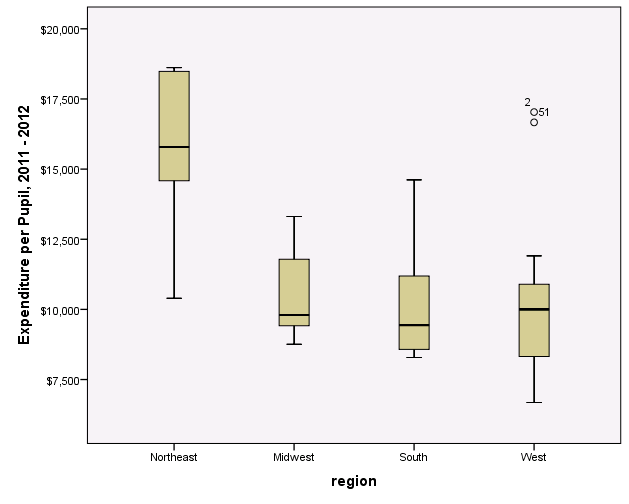 Expenditure per Pupil, 2011 - 2012
$20,000
$17,500
$15,000
$12,500
$10,000
$7,500
2
51
Northeast
Midwest
South
West
region